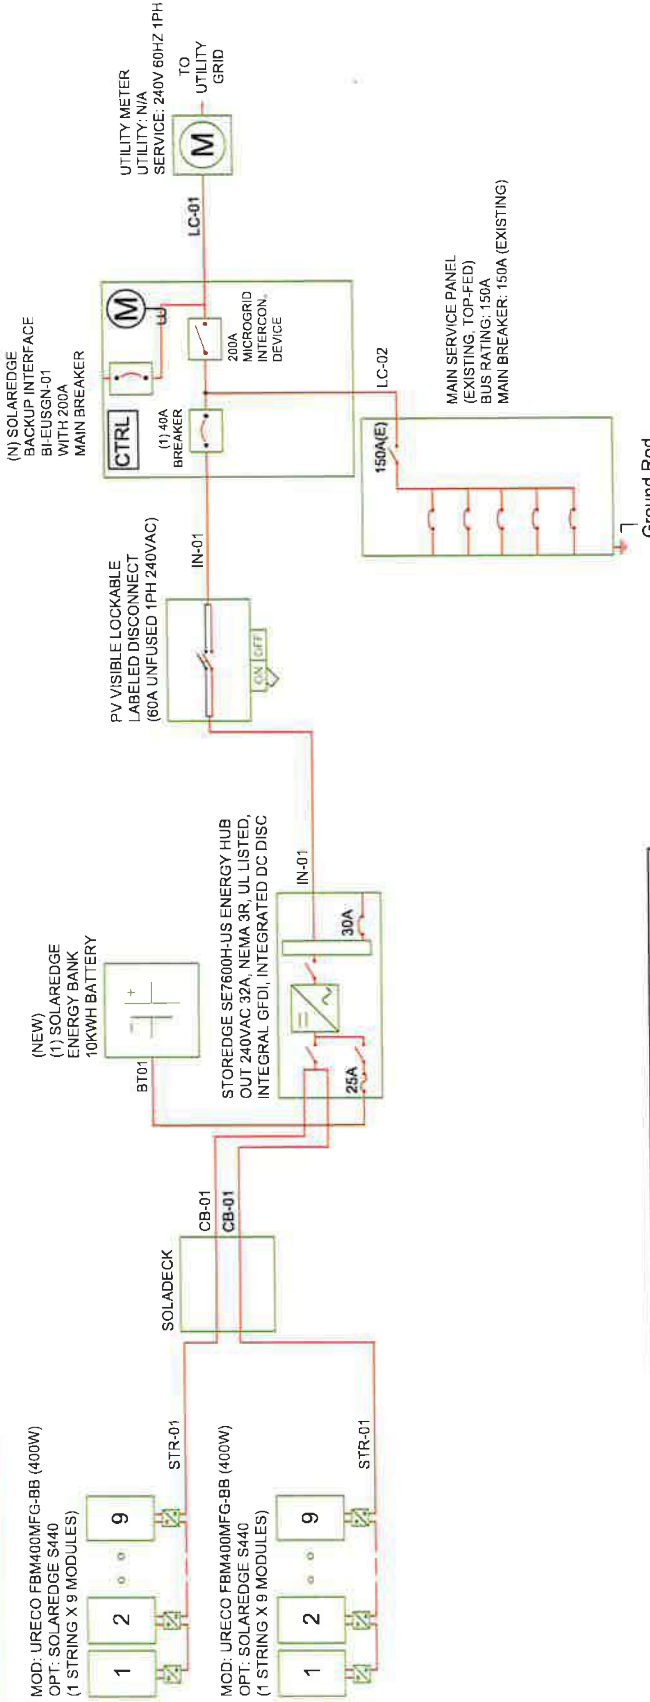 MOD: URECO FBM400MFG-BB (400W)
OPT: SOLAREDGE S440
(1 STRING X 9 MODULES)
1
2
9
STR-01
MOD: URECO FBM400MFG-BB (400W)
OPT: SOLAREDGE S440
(1 STRING X 9 MODULES)
1
2
9
STR-01
SOLADECK
CB-01
CB-01
(NEW)
(1) SOLAREDGE
ENERGY BANK
10KWH BATTERY
+
BT01
STOREDGE SE7600H-US ENERGY HUB
OUT 240VAC 32A, NEMA 3R, UL LISTED,
INTEGRAL GFDI, INTEGRATED DC DISC
25A
30A
IN-01
PV VISIBLE LOCKABLE
LABELED DISCONNECT
(60A UNFUSED 1PH 240VAC)
ON OFF
IN-01
(N) SOLAREDGE
BACKUP INTERFACE
BI-EUSGN-01
WITH 200A
MAIN BREAKER
CTRL
M
(1) 40A
BREAKER
200A
MICROGRID
INTERCON.
DEVICE
LC-01
UTILITY METER
UTILITY: N/A
SERVICE: 240V 60HZ 1PH
M
TO
UTILITY
GRID
LC-02
150A(E)
MAIN SERVICE PANEL
(EXISTING, TOP-FED)
BUS RATING: 150A
MAIN BREAKER: 150A (EXISTING)
Ground Rod